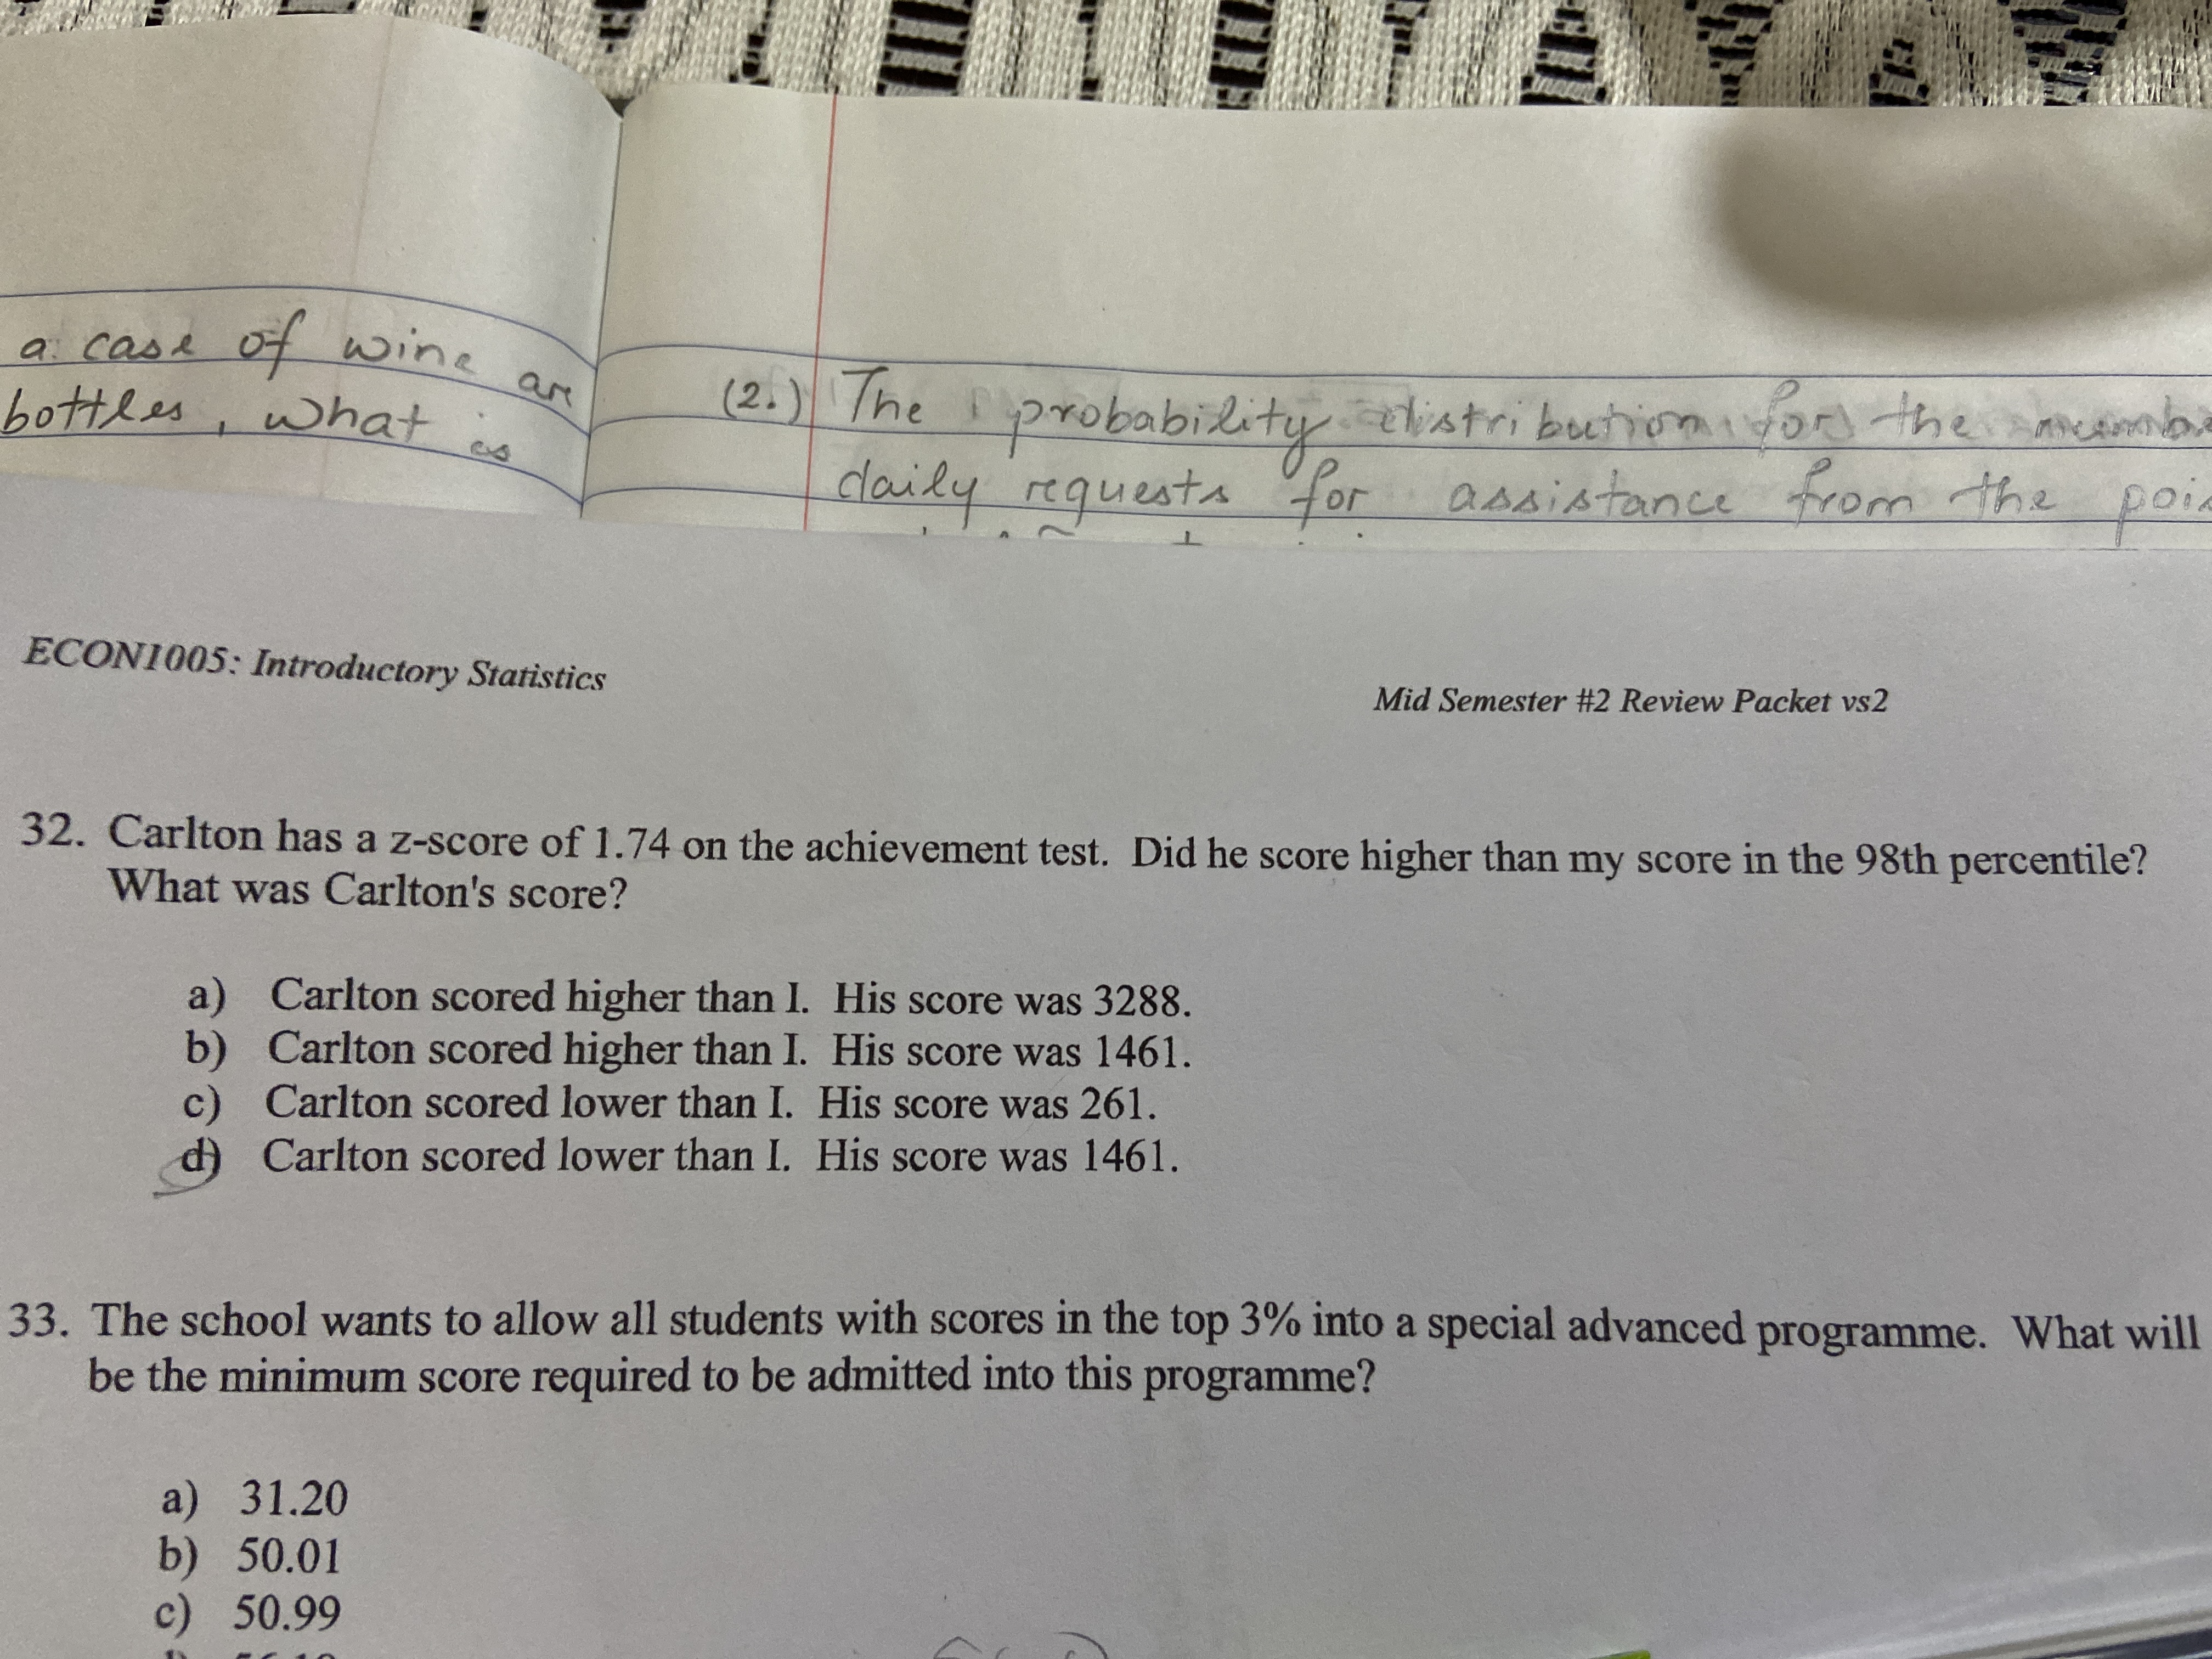 a case of wine are
bottles, what is
(2.) The probability distribution for the
daily requests for assistance from the
ECON1005: Introductory Statistics
Mid Semester #2 Review Packet vs2
32. Carlton has a z-score of 1.74 on the achievement test. Did he score higher than my score in the 98th percentile?
What was Carlton's score?
a) Carlton scored higher than I. His score was 3288.
b) Carlton scored higher than I. His score was 1461.
c) Carlton scored lower than I. His score was 261.
d) Carlton scored lower than I. His score was 1461.
33. The school wants to allow all students with scores in the top 3% into a special advanced programme. What will
be the minimum score required to be admitted into this programme?
a) 31.20
b) 50.01
c) 50.99